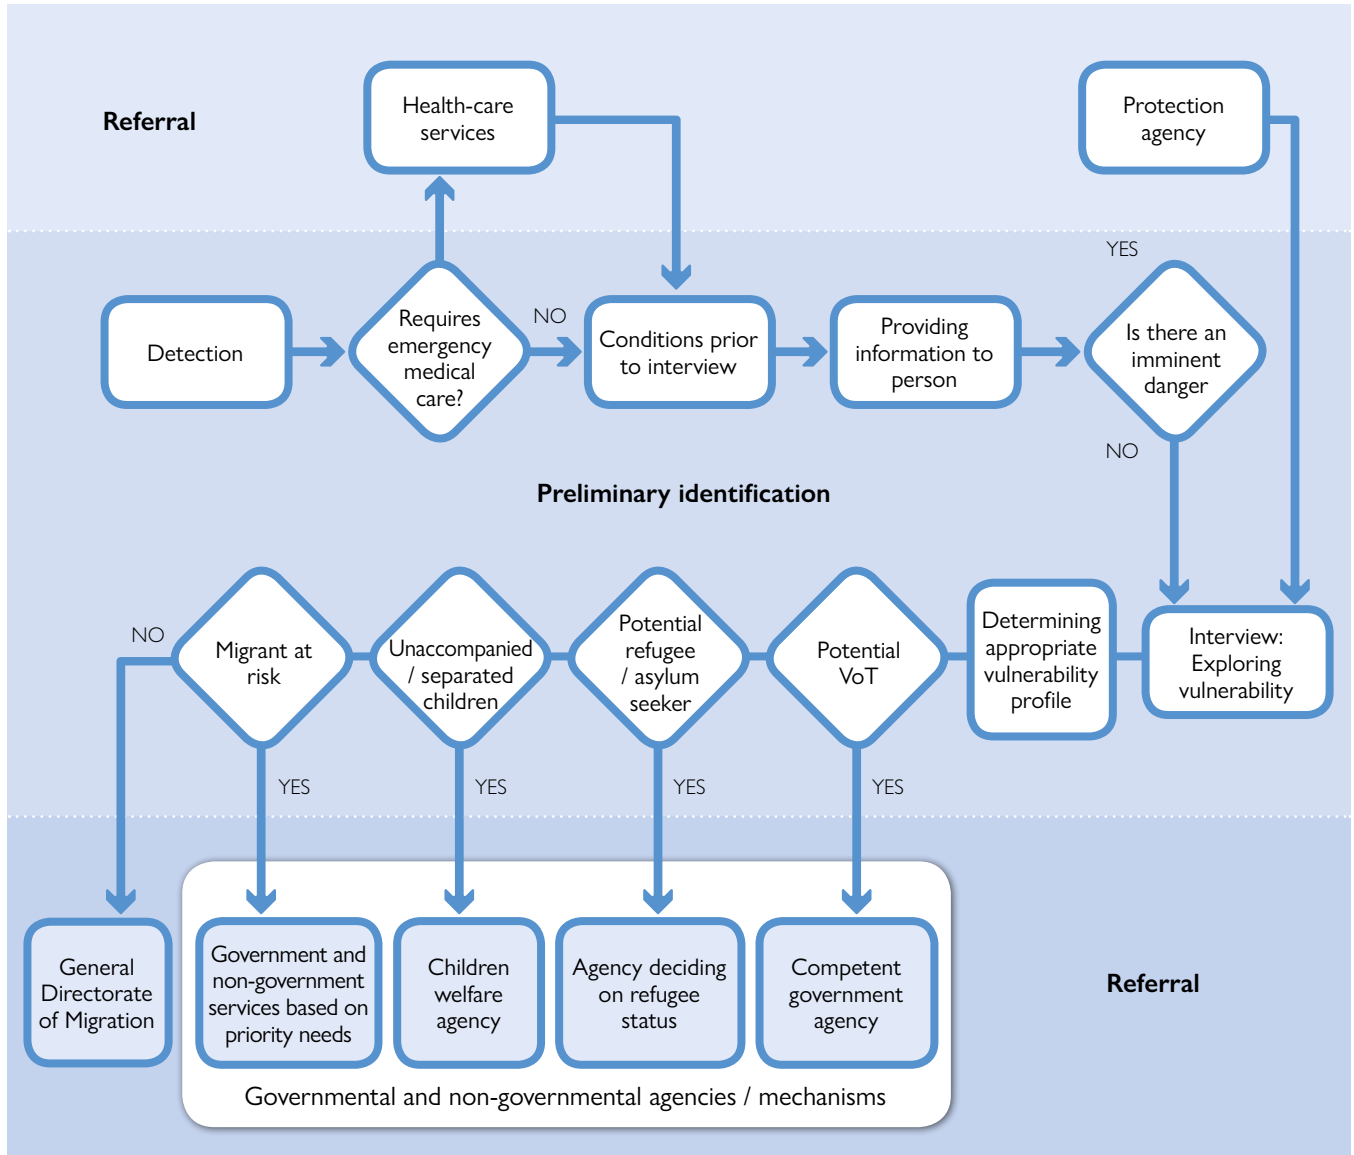 Referral
Health-care
services
Protection
agency
YES
Detection
Requires
emergency
medical
care?
NO
Conditions prior
to interview
Providing
information to
person
Is there an
imminent
danger
NO
Preliminary identification
NO
Migrant at
risk
Unaccompanied
/ separated
children
Potential
refugee
/ asylum
seeker
Potential
VoT
Determining
appropriate
vulnerability
profile
Interview:
Exploring
vulnerability
YES
YES
YES
YES
General
Directorate
of Migration
Government and
non-government
services based on
priority needs
Children
welfare
agency
Agency deciding
on refugee
status
Competent
government
agency
Referral
Governmental and non-governmental agencies / mechanisms